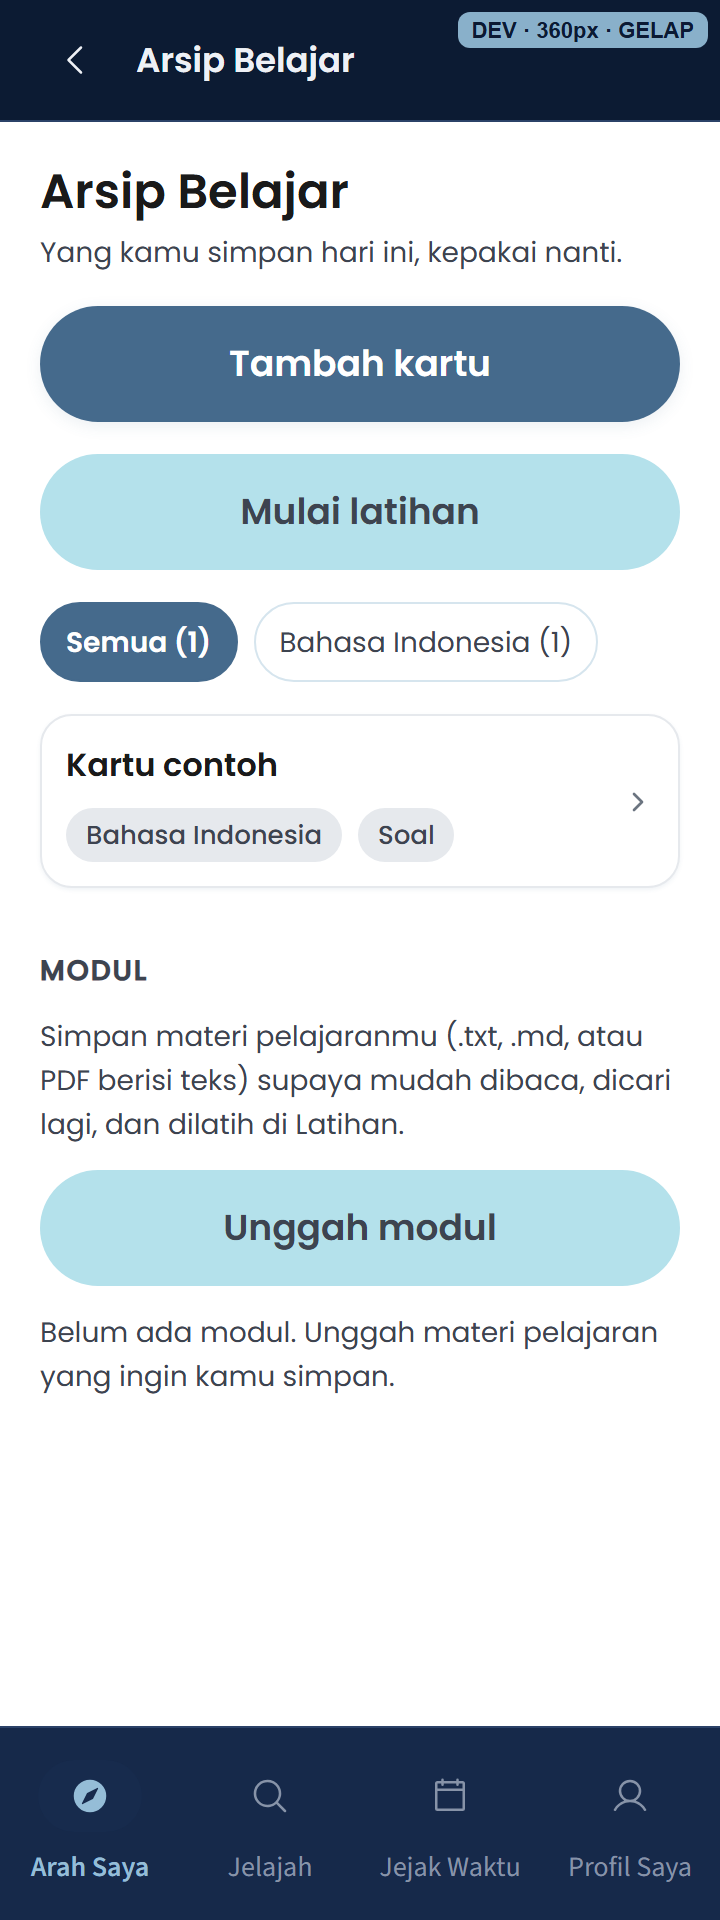 DEV · 360px · GELAP
Arsip Belajar
Arsip Belajar
Yang kamu simpan hari ini, kepakai nanti.
Tambah kartu
Mulai latihan
Semua (1)
Bahasa Indonesia (1)
Kartu contoh
Bahasa Indonesia
Soal
MODUL
Simpan materi pelajaranmu (.txt, .md, atau
PDF berisi teks) supaya mudah dibaca, dicari
lagi, dan dilatih di Latihan.
Unggah modul
Belum ada modul. Unggah materi pelajaran
yang ingin kamu simpan.
Arah Saya
Jelajah
Jejak Waktu
Profil Saya